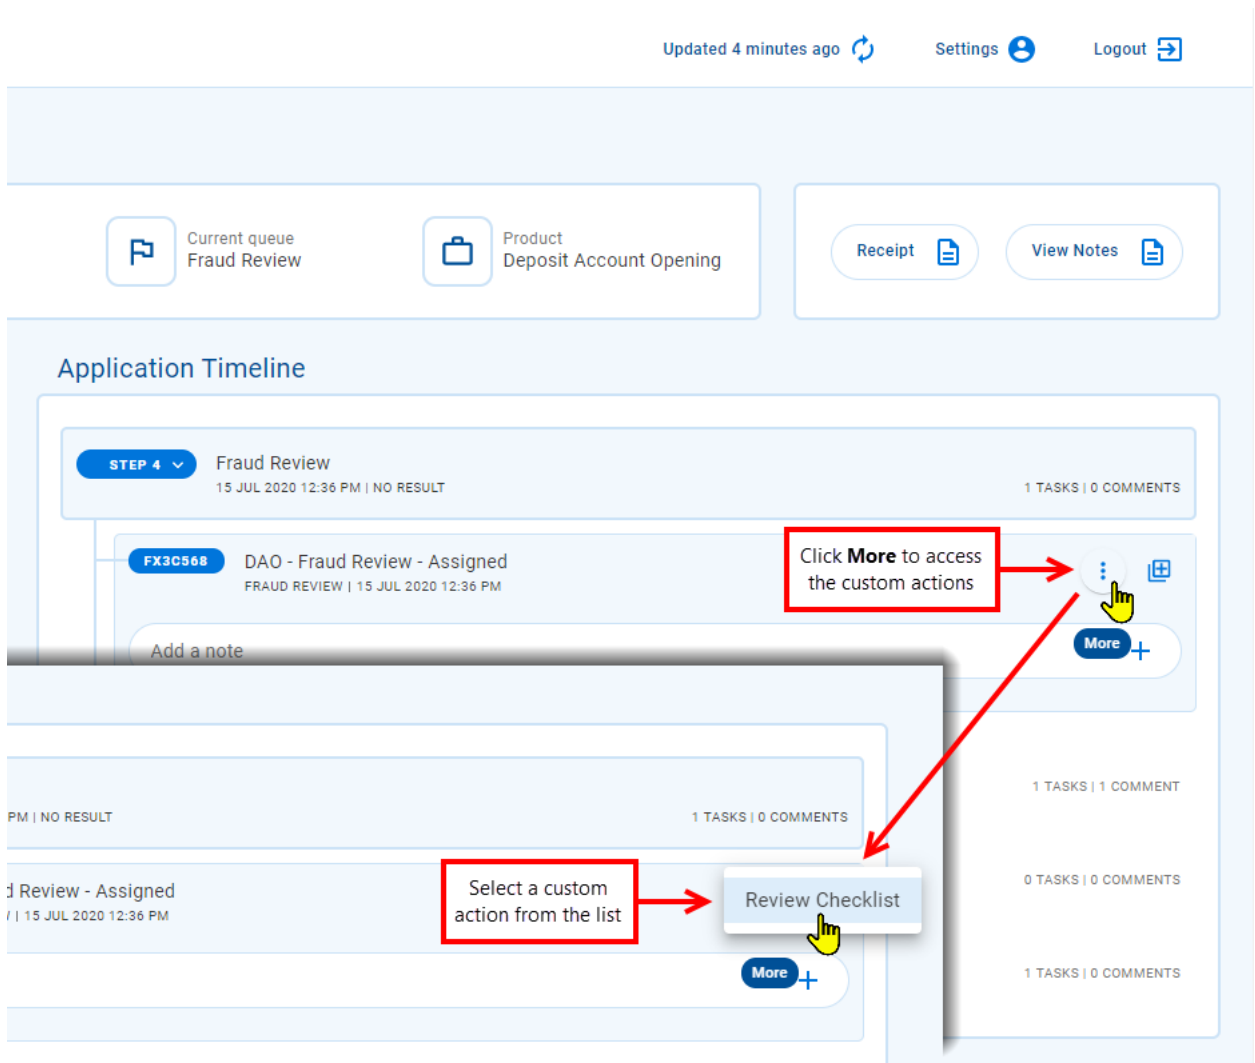 Updated 4 minutes ago
Settings
Logout
Current queue
Fraud Review
Product
Deposit Account Opening
Receipt
View Notes
Application Timeline
STEP 4
Fraud Review
15 JUL 2020 12:36 PM | NO RESULT
1 TASKS | 0 COMMENTS
FX3C568
DAO - Fraud Review - Assigned
FRAUD REVIEW | 15 JUL 2020 12:36 PM
Click More to access
the custom actions
Add a note
More
1 TASKS | 1 COMMENT
PM | NO RESULT
1 TASKS | 0 COMMENTS
0 TASKS | 0 COMMENTS
d Review - Assigned
/ | 15 JUL 2020 12:36 PM
Select a custom
action from the list
Review Checklist
More
1 TASKS | 0 COMMENTS